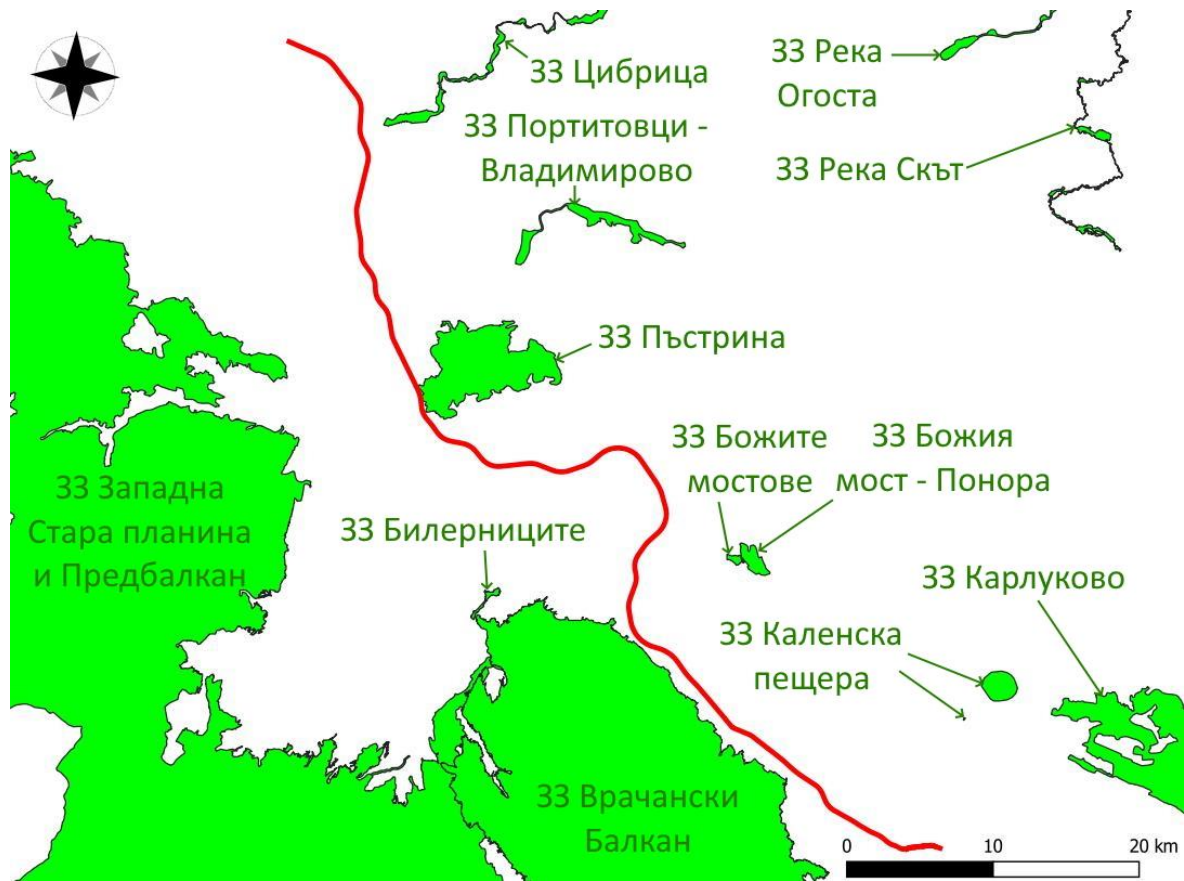 ЗЗ Цибрица
ЗЗ Река
Огоста
ЗЗ Портитовци -
Владимирово
ЗЗ Река Скът
ЗЗ Пъстрина
ЗЗ Божите
мостове
ЗЗ Божия
мост - Понора
ЗЗ Западна
Стара планина
и Предбалкан
ЗЗ Билерниците
ЗЗ Карлуково
ЗЗ Каленска
пещера
ЗЗ Врачански
Балкан
0 10 20 km